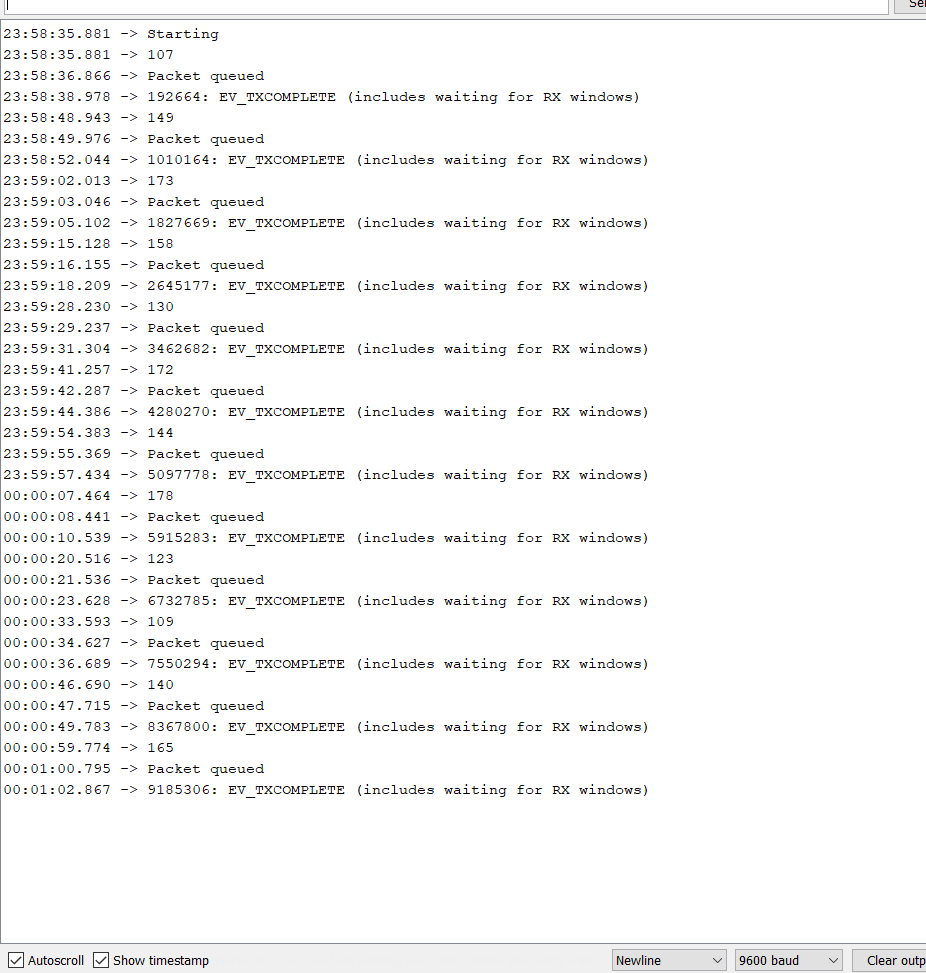 23:58:35.881 -> Starting
23:58:35.881 -> 107
23:58:36.866 -> Packet queued
23:58:38.978 -> 192664: EV_TXCOMPLETE (includes waiting for RX windows)
23:58:48.943 -> 149
23:58:49.976 -> Packet queued
23:58:52.044 -> 1010164: EV_TXCOMPLETE (includes waiting for RX windows)
23:59:02.013 -> 173
23:59:03.046 -> Packet queued
23:59:05.102 -> 1827669: EV_TXCOMPLETE (includes waiting for RX windows)
23:59:15.128 -> 158
23:59:16.155 -> Packet queued
23:59:18.209 -> 2645177: EV_TXCOMPLETE (includes waiting for RX windows)
23:59:28.230 -> 130
23:59:29.237 -> Packet queued
23:59:31.304 -> 3462682: EV_TXCOMPLETE (includes waiting for RX windows)
23:59:41.257 -> 172
23:59:42.287 -> Packet queued
23:59:44.386 -> 4280270: EV_TXCOMPLETE (includes waiting for RX windows)
23:59:54.383 -> 144
23:59:55.369 -> Packet queued
23:59:57.434 -> 5097778: EV_TXCOMPLETE (includes waiting for RX windows)
00:00:07.464 -> 178
00:00:08.441 -> Packet queued
00:00:10.539 -> 5915283: EV_TXCOMPLETE (includes waiting for RX windows)
00:00:20.516 -> 123
00:00:21.536 -> Packet queued
00:00:23.628 -> 6732785: EV_TXCOMPLETE (includes waiting for RX windows)
00:00:33.593 -> 109
00:00:34.627 -> Packet queued
00:00:36.689 -> 7550294: EV_TXCOMPLETE (includes waiting for RX windows)
00:00:46.690 -> 140
00:00:47.715 -> Packet queued
00:00:49.783 -> 8367800: EV_TXCOMPLETE (includes waiting for RX windows)
00:00:59.774 -> 165
00:01:00.795 -> Packet queued
00:01:02.867 -> 9185306: EV_TXCOMPLETE (includes waiting for RX windows)
Autoscroll Show timestamp Newline 9600 baud Clear outp